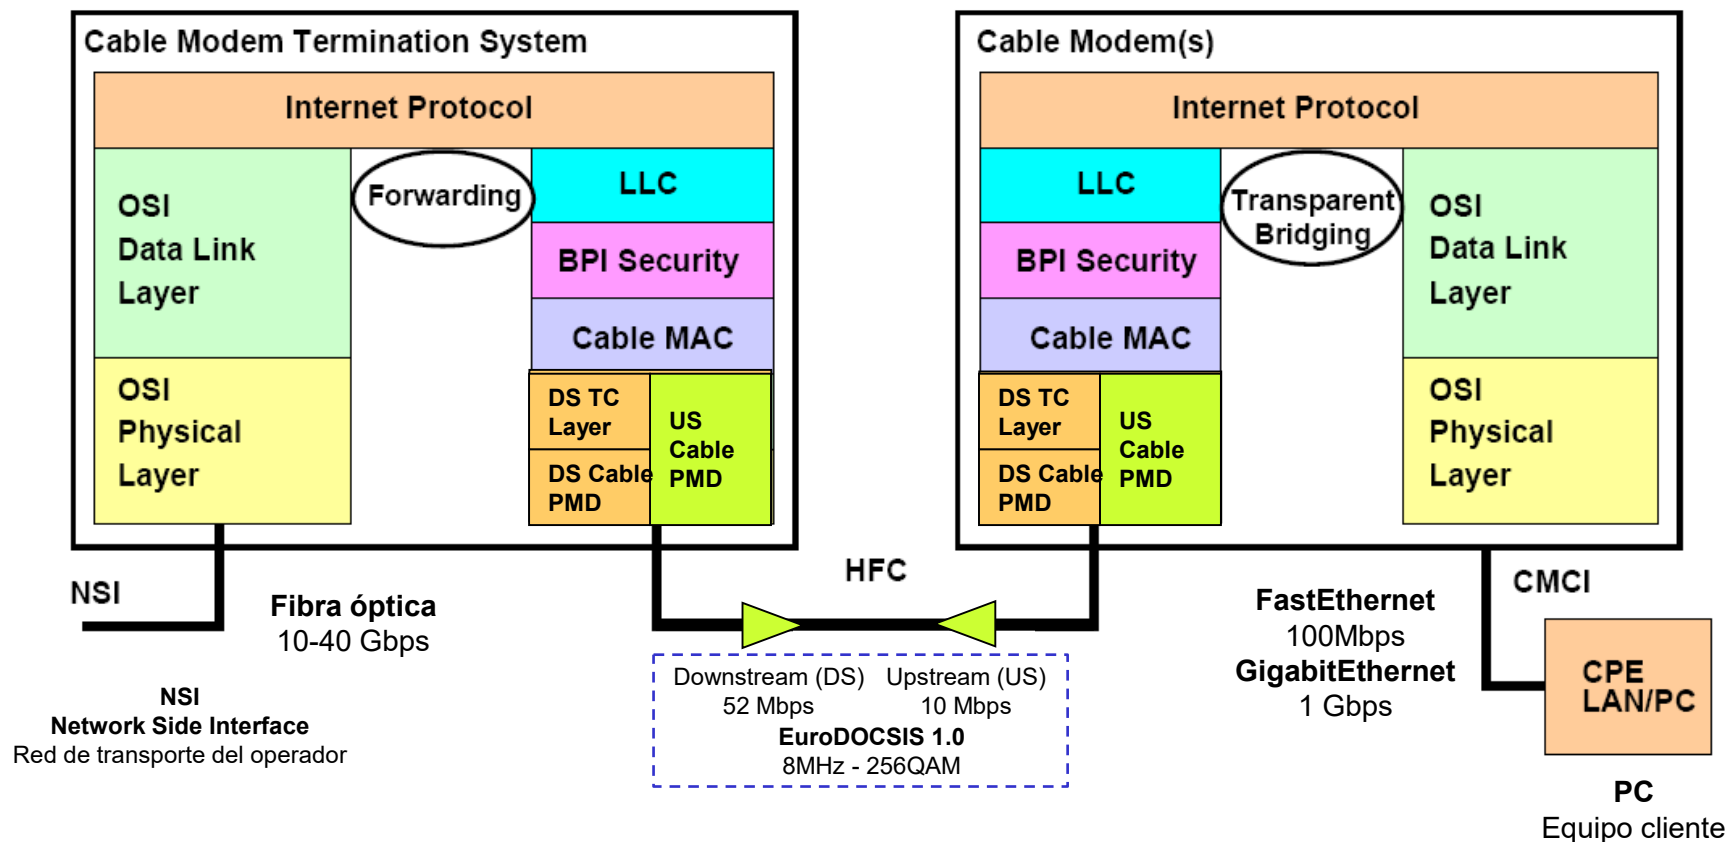 Cable Modem Termination System
Internet Protocol
OSI
Data Link
Layer
Forwarding
LLC
BPI Security
Cable MAC
OSI
Physical
Layer
DS TC
Layer
DS Cable
PMD
US
Cable
PMD
Cable Modem(s)
Internet Protocol
LLC
BPI Security
Cable MAC
Transparent
Bridging
OSI
Data Link
Layer
DS TC
Layer
DS Cable
PMD
US
Cable
PMD
OSI
Physical
Layer
NSI
Fibra óptica
10-40 Gbps
NSI
Network Side Interface
Red de transporte del operador
HFC
Downstream (DS) Upstream (US)
52 Mbps 10 Mbps
EuroDOCSIS 1.0
8MHz - 256QAM
FastEthernet
100Mbps
GigabitEthernet
1 Gbps
CMCI
CPE
LAN/PC
PC
Equipo cliente